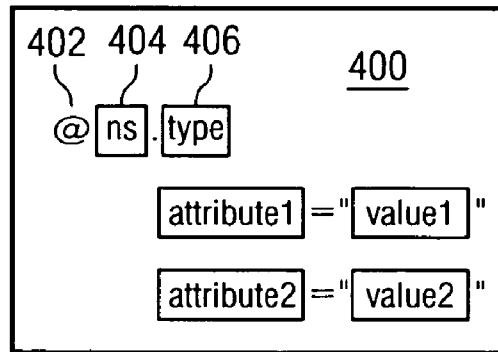 402 404 406
400
@ ns . type
attribute1 = " value1 "
attribute2 = " value2 "